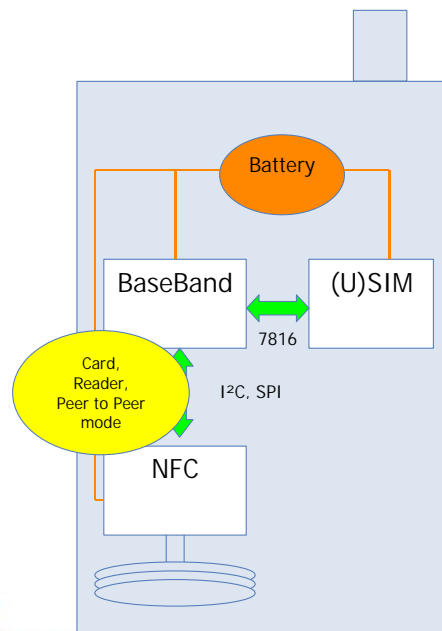 Battery
BaseBand
(U)SIM
7816
Card,
Reader,
Peer to Peer
mode
I²C, SPI
NFC